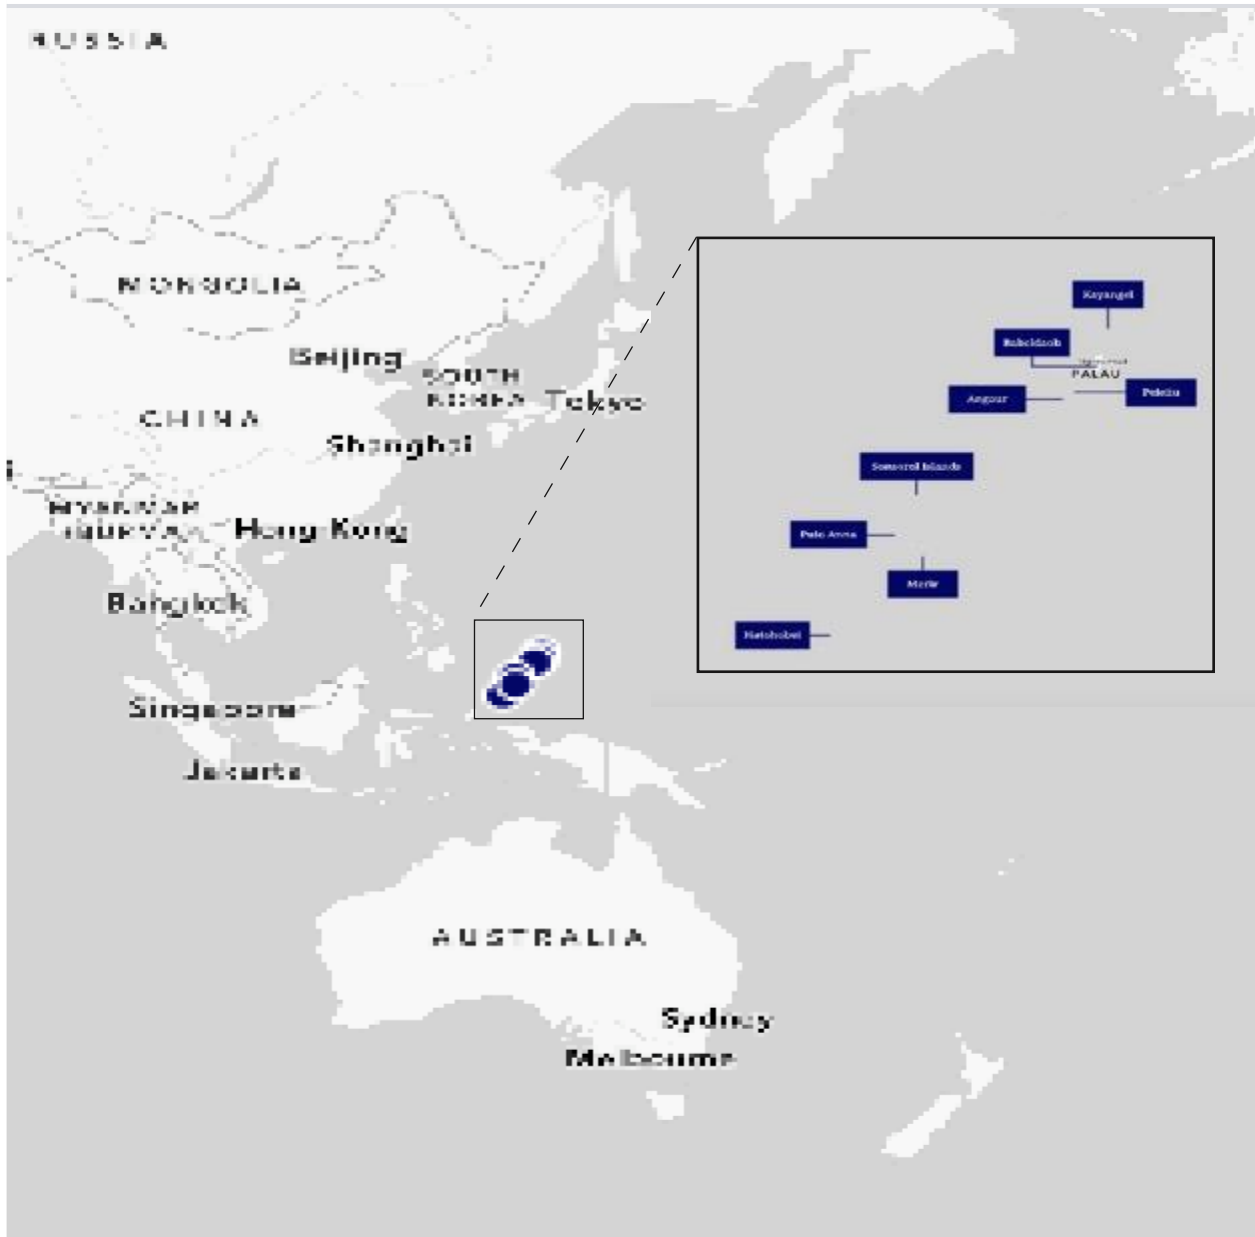 RUSSIA
MONGOLIA
Beijing
SOUTH
KOREA
Tokyo
CHINA
Shanghai
MYANMAR
(BURMA)
Hong Kong
Bangkok
Singapore
Jakarta
AUSTRALIA
Sydney
Melbourne
Kayangel
Babeldaob
PALAU
Angaur
Peleliu
Sonsorol Islands
Pulo Anna
Merir
Hatohobei